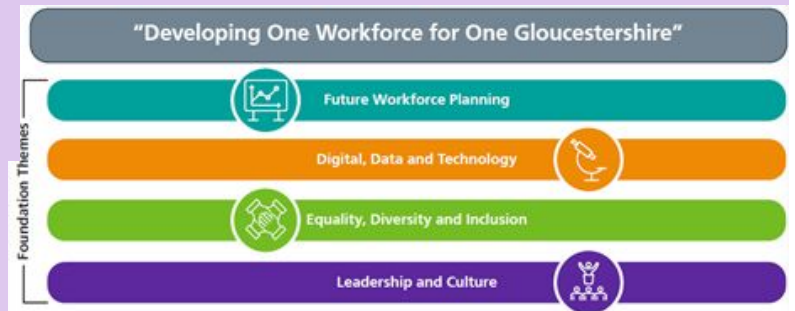 “Developing One Workforce for One Gloucestershire”
Foundation Themes
Future Workforce Planning
Digital, Data and Technology
Equality, Diversity and Inclusion
Leadership and Culture